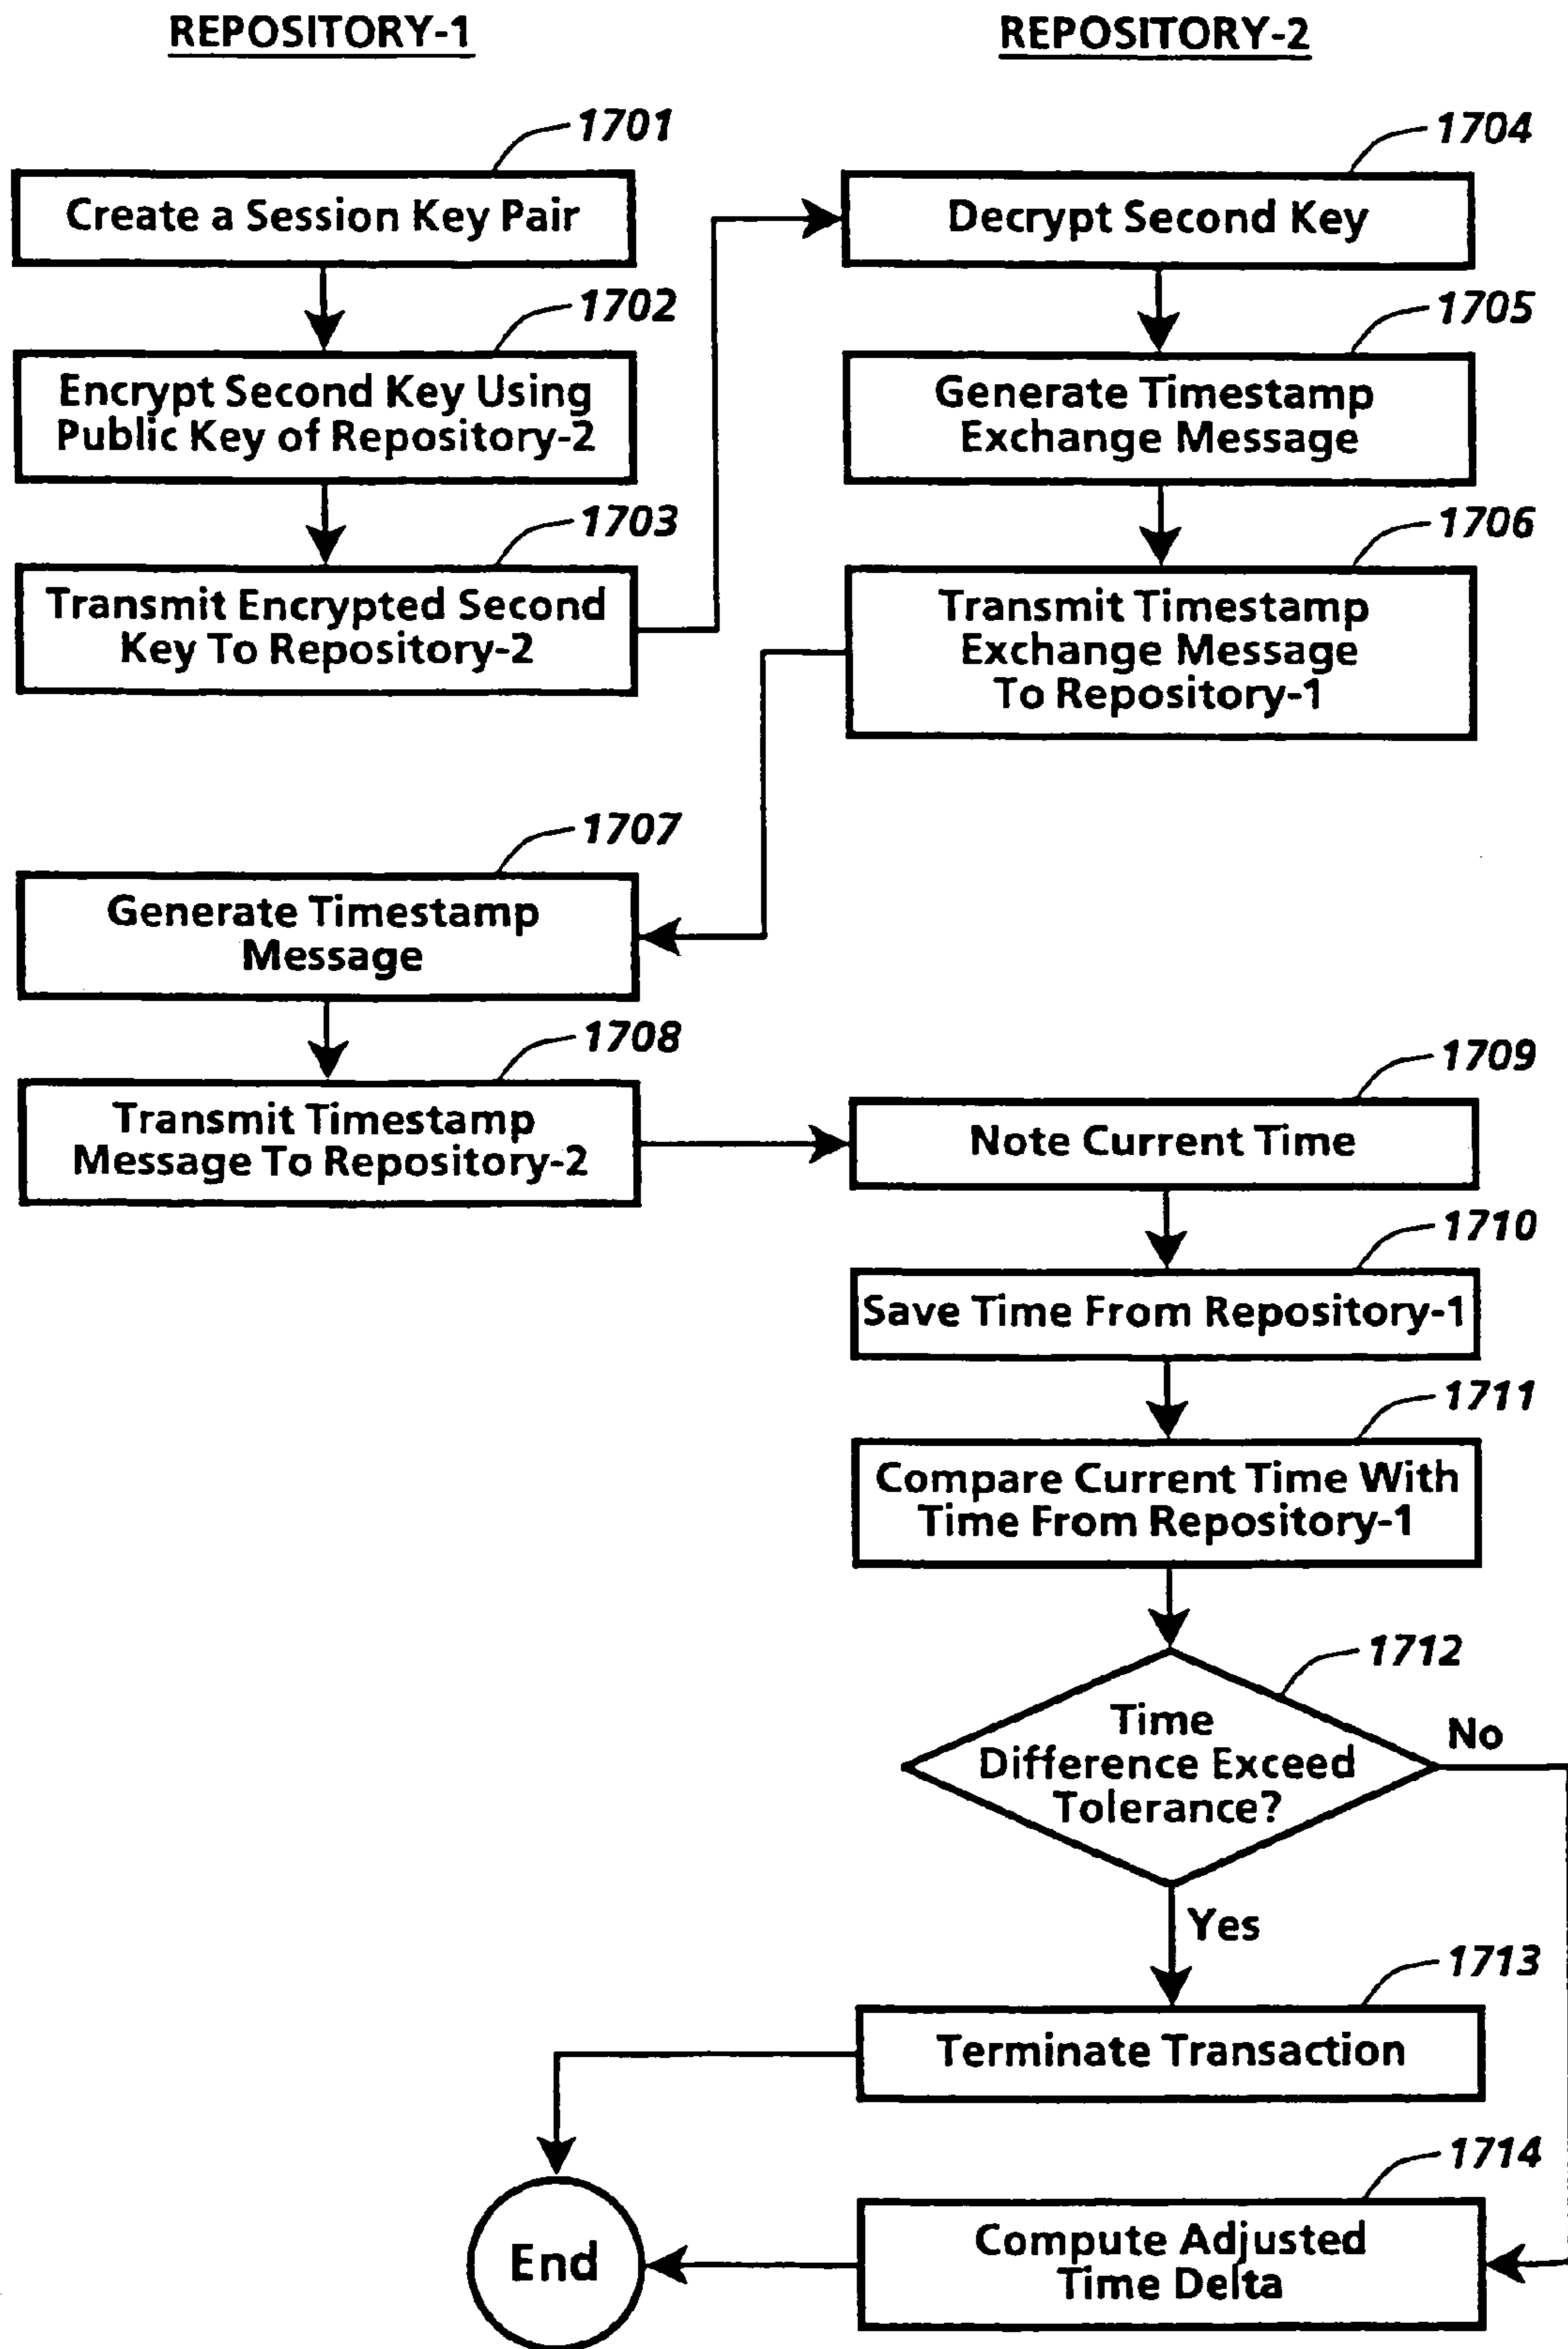 REPOSITORY-1
REPOSITORY-2
1701
Create a Session Key Pair
1702
Encrypt Second Key Using
Public Key of Repository-2
1703
Transmit Encrypted Second
Key To Repository-2
1704
Decrypt Second Key
1705
Generate Timestamp
Exchange Message
1706
Transmit Timestamp
Exchange Message
To Repository-1
1707
Generate Timestamp
Message
1708
Transmit Timestamp
Message To Repository-2
1709
Note Current Time
1710
Save Time From Repository-1
1711
Compare Current Time With
Time From Repository-1
1712
Time
Difference Exceed
Tolerance?
No
Yes
1713
Terminate Transaction
1714
Compute Adjusted
Time Delta
End